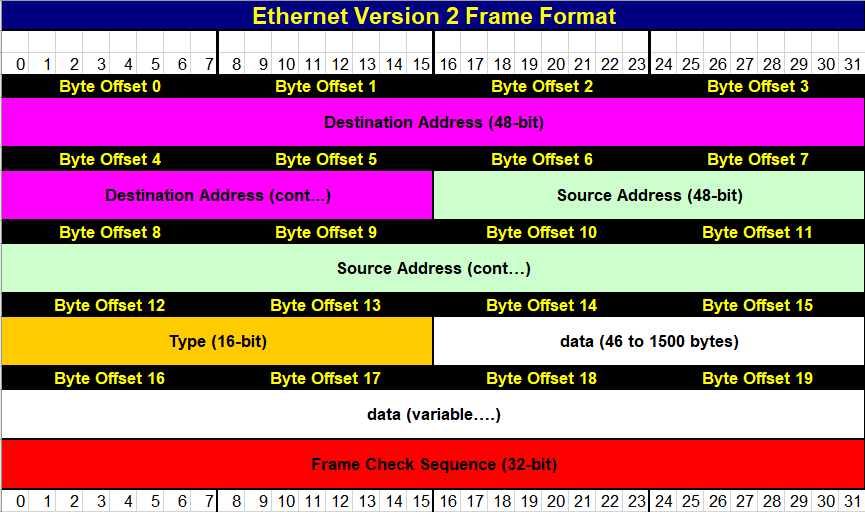 Ethernet Version 2 Frame Format
0 1 2 3 4 5 6 7 8 9 10 11 12 13 14 15 16 17 18 19 20 21 22 23 24 25 26 27 28 29 30 31
Byte Offset 0 Byte Offset 1 Byte Offset 2 Byte Offset 3
Destination Address (48-bit)
Byte Offset 4 Byte Offset 5 Byte Offset 6 Byte Offset 7
Destination Address (cont...) Source Address (48-bit)
Byte Offset 8 Byte Offset 9 Byte Offset 10 Byte Offset 11
Source Address (cont...)
Byte Offset 12 Byte Offset 13 Byte Offset 14 Byte Offset 15
Type (16-bit) data (46 to 1500 bytes)
Byte Offset 16 Byte Offset 17 Byte Offset 18 Byte Offset 19
data (variable....)
Frame Check Sequence (32-bit)
0 1 2 3 4 5 6 7 8 9 10 11 12 13 14 15 16 17 18 19 20 21 22 23 24 25 26 27 28 29 30 31